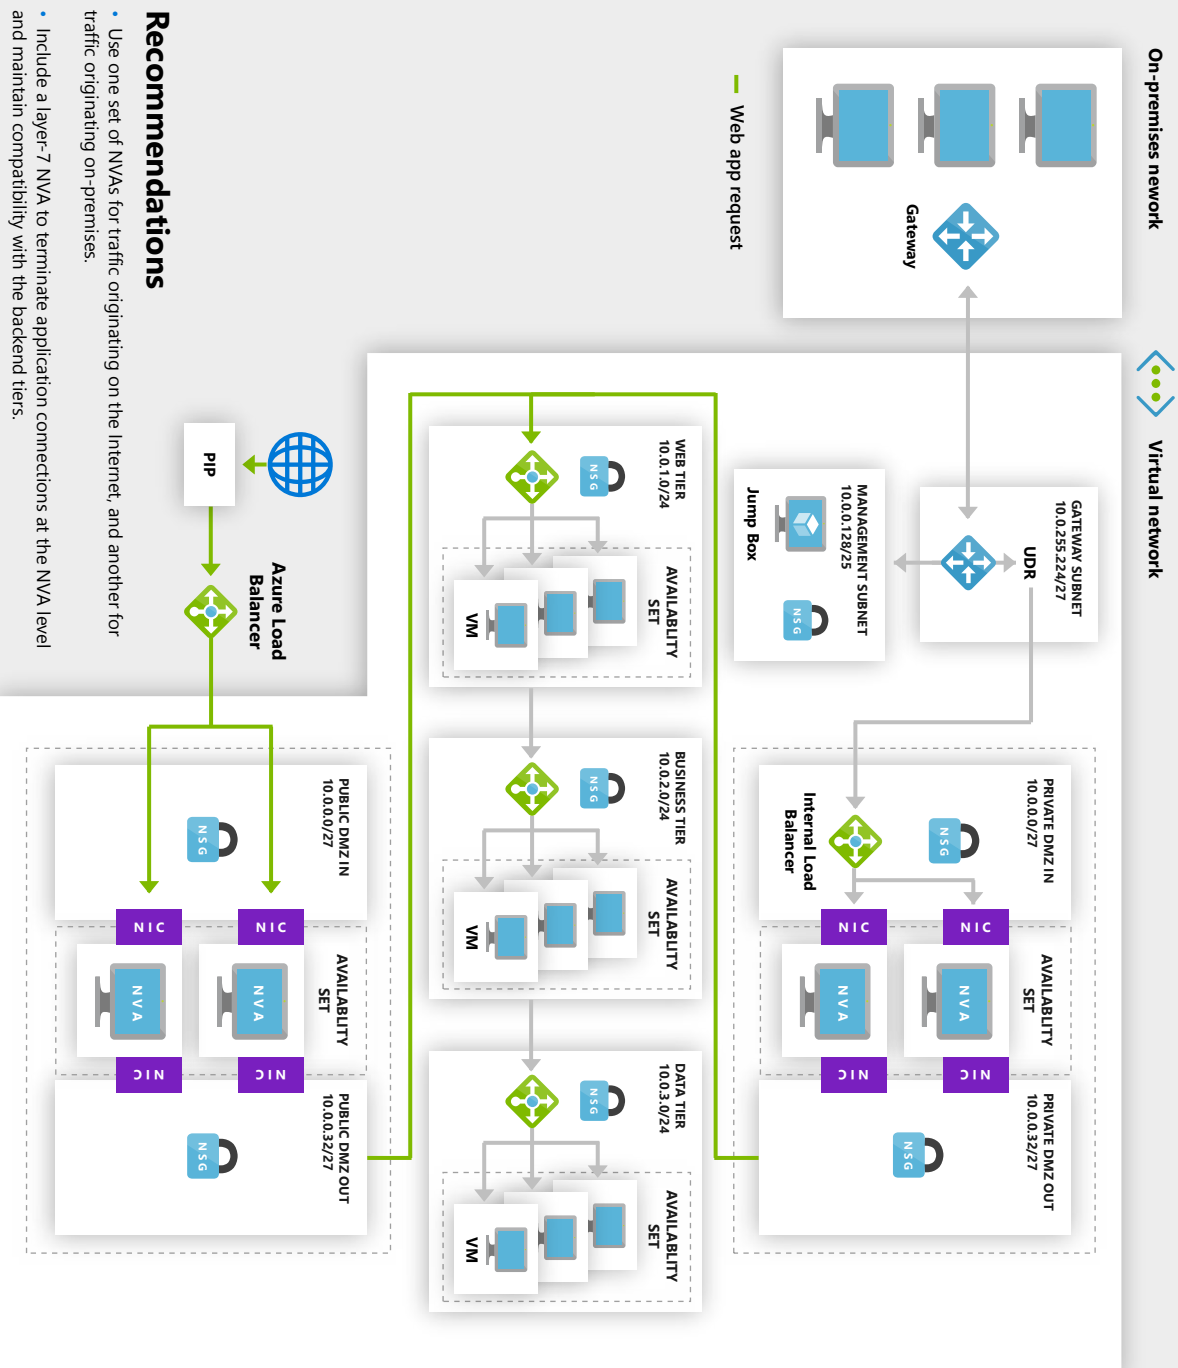 On-premises nework
Gateway
Web app request
Virtual network
GATEWAY SUBNET
10.0.255.224/27
UDR
MANAGEMENT SUBNET
10.0.0.128/25
Jump Box
NSG
PRIVATE DMZ IN
10.0.0.0/27
NSG
Internal Load
Balancer
NIC
NIC
AVAILABLITY
SET
NVA
NVA
NIC
NIC
PRIVATE DMZ OUT
10.0.0.32/27
NSG
WEB TIER
10.0.1.0/24
NSG
AVAILABLITY
SET
VM
BUSINESS TIER
10.0.2.0/24
NSG
AVAILABLITY
SET
VM
DATA TIER
10.0.3.0/24
NSG
AVAILABLITY
SET
VM
PIP
Azure Load
Balancer
PUBLIC DMZ IN
10.0.0.0/27
NSG
NIC
NIC
AVAILABLITY
SET
NVA
NVA
NIC
NIC
PUBLIC DMZ OUT
10.0.0.32/27
NSG
Recommendations
• Use one set of NVAs for traffic originating on the Internet, and another for
traffic originating on-premises.
• Include a layer-7 NVA to terminate application connections at the NVA level
and maintain compatibility with the backend tiers.